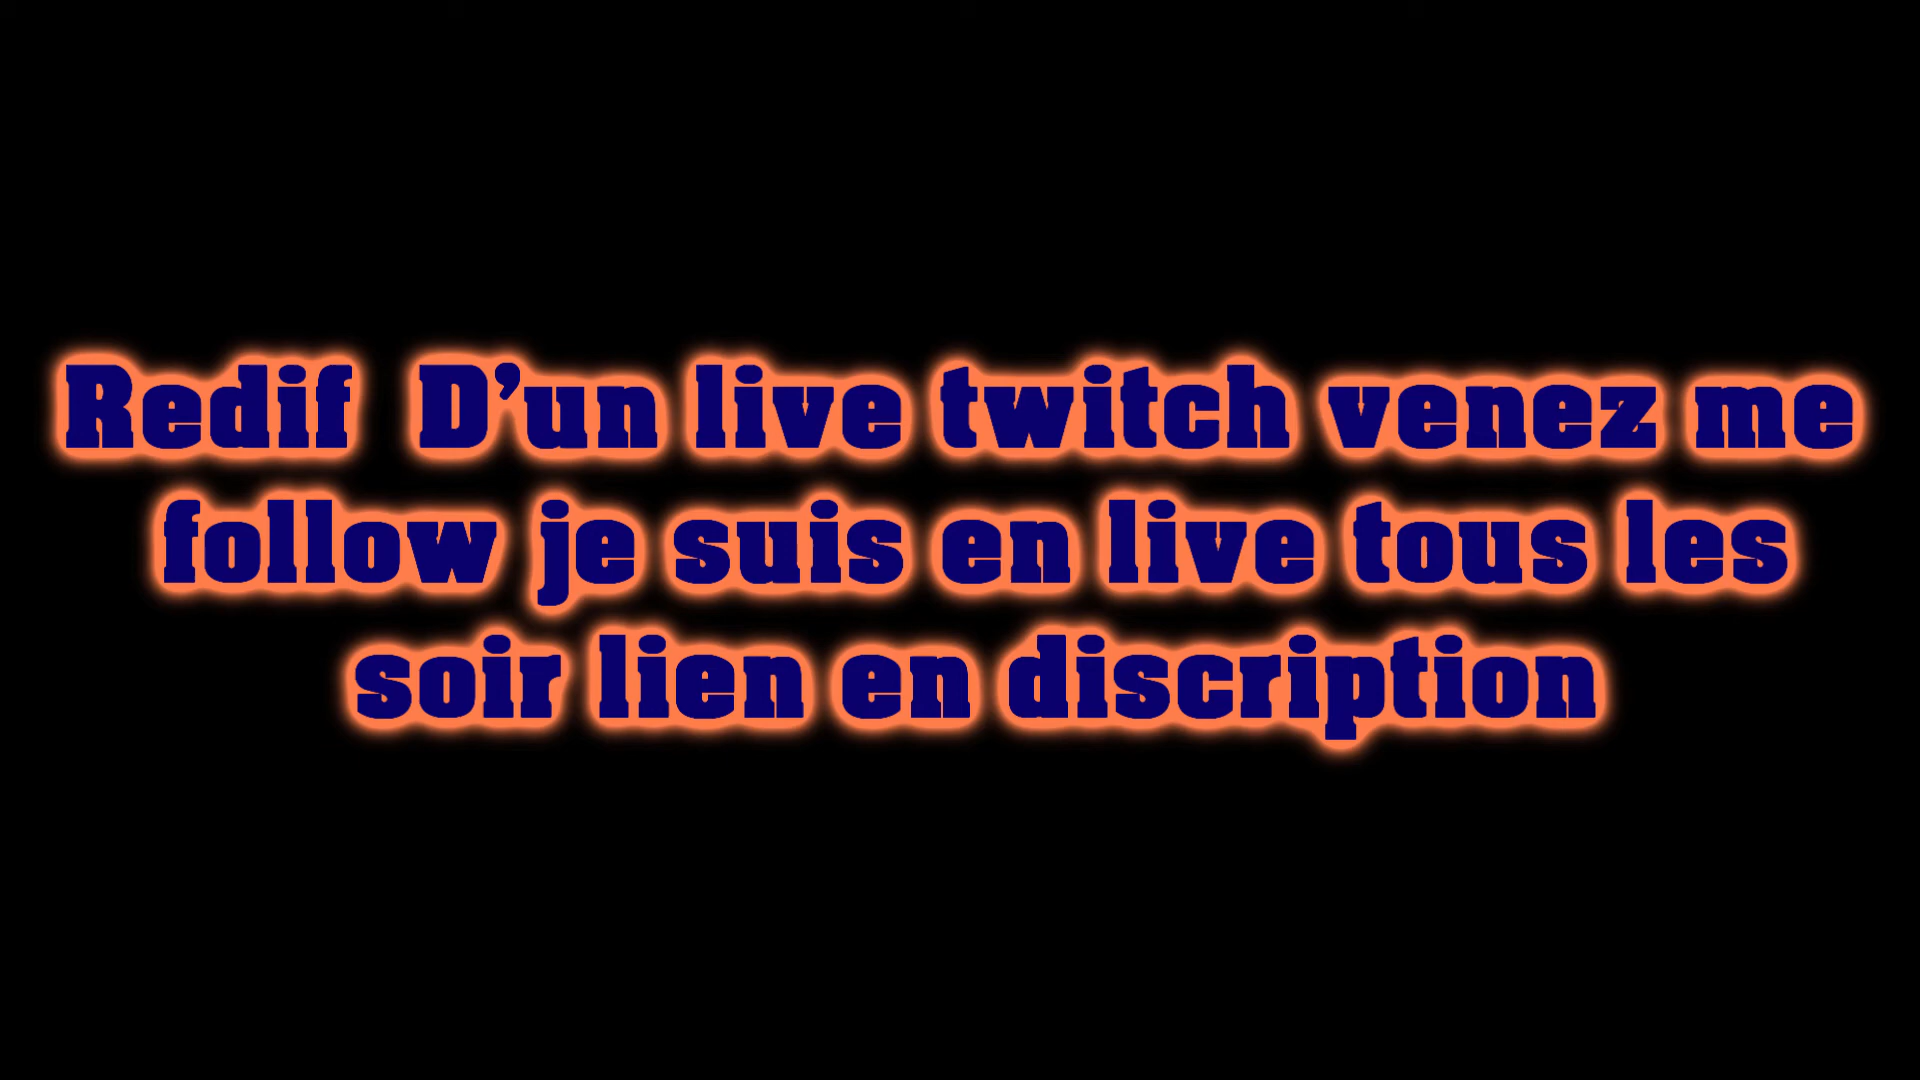 Redif  D’un live twitch venez me
follow je suis en live tous les
soir lien en discription